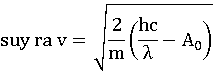 suy ra v = √(2/m (hc/λ − A₀))